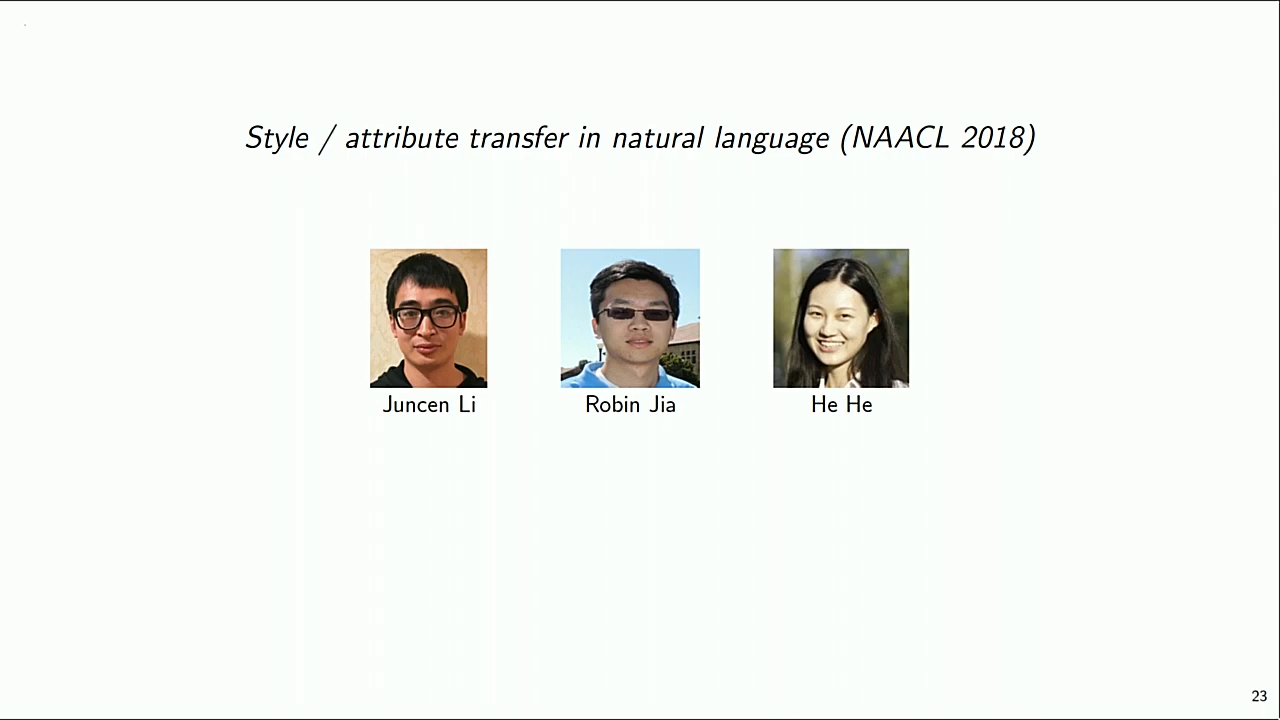 Style / attribute transfer in natural language (NAACL 2018)
Juncen Li
Robin Jia
He He
23